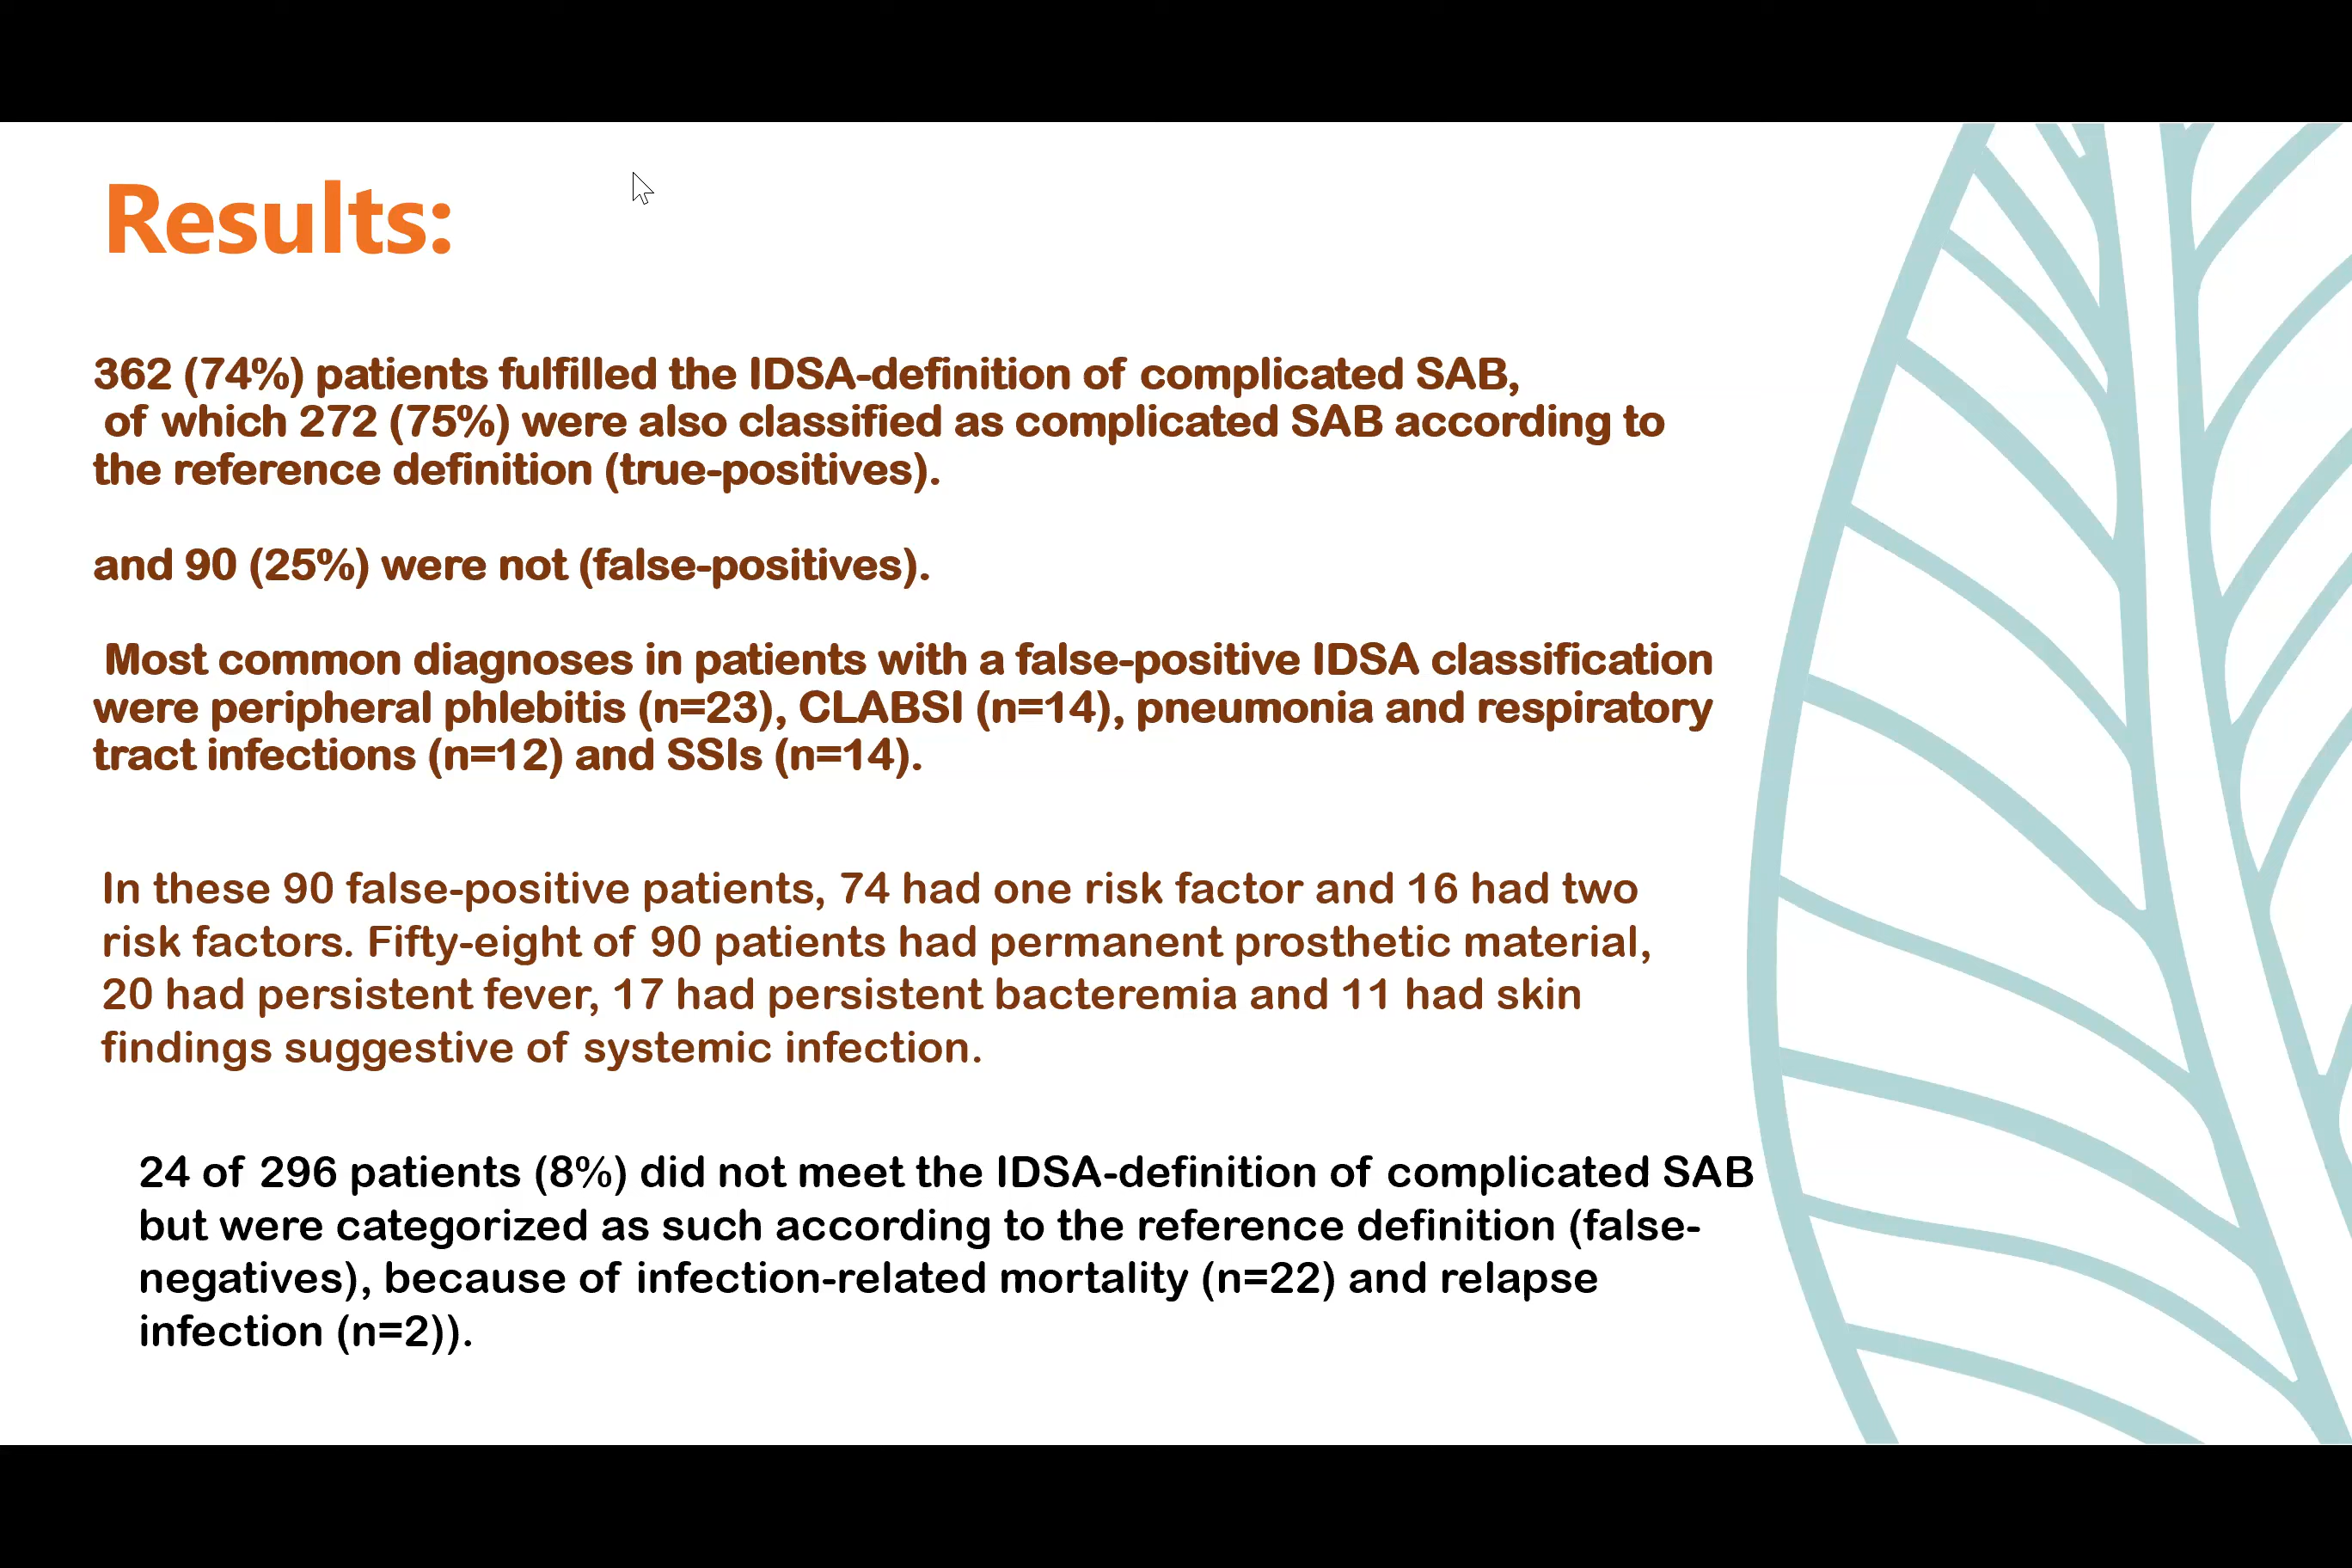 Results:
362 (74%) patients fulfilled the IDSA-definition of complicated SAB,
of which 272 (75%) were also classified as complicated SAB according to
the reference definition (true-positives).
and 90 (25%) were not (false-positives).
Most common diagnoses in patients with a false-positive IDSA classification
were peripheral phlebitis (n=23), CLABSI (n=14), pneumonia and respiratory
tract infections (n=12) and SSIs (n=14).
In these 90 false-positive patients, 74 had one risk factor and 16 had two
risk factors. Fifty-eight of 90 patients had permanent prosthetic material,
20 had persistent fever, 17 had persistent bacteremia and 11 had skin
findings suggestive of systemic infection.
24 of 296 patients (8%) did not meet the IDSA-definition of complicated SAB
but were categorized as such according to the reference definition (false-
negatives), because of infection-related mortality (n=22) and relapse
infection (n=2)).